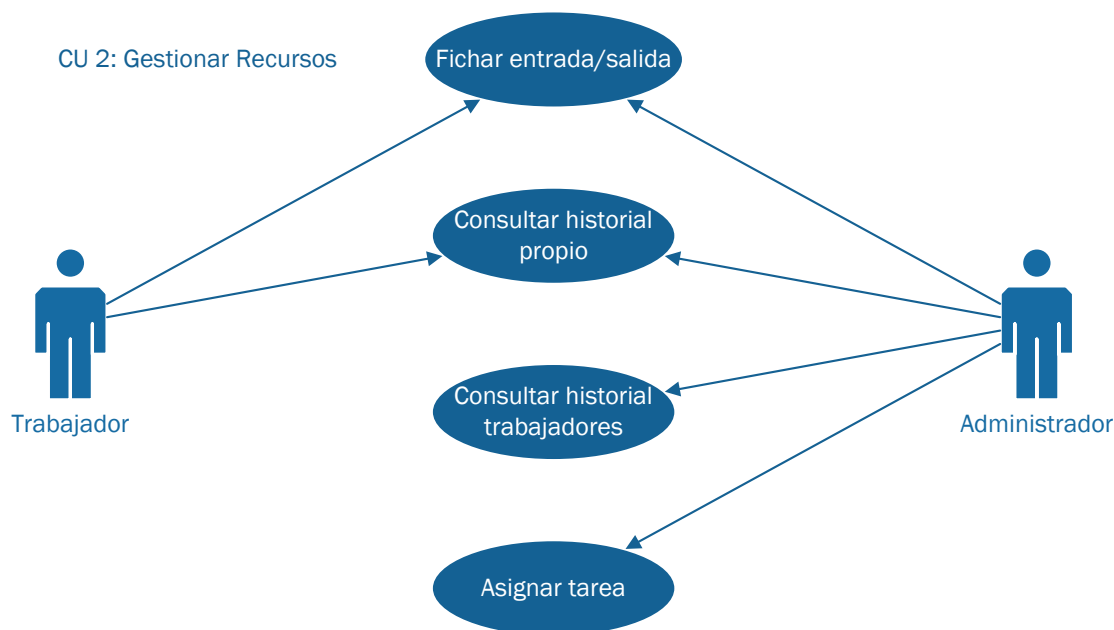 CU 2: Gestionar Recursos
Fichar entrada/salida
Consultar historial
propio
Consultar historial
trabajadores
Trabajador
Administrador
Asignar tarea